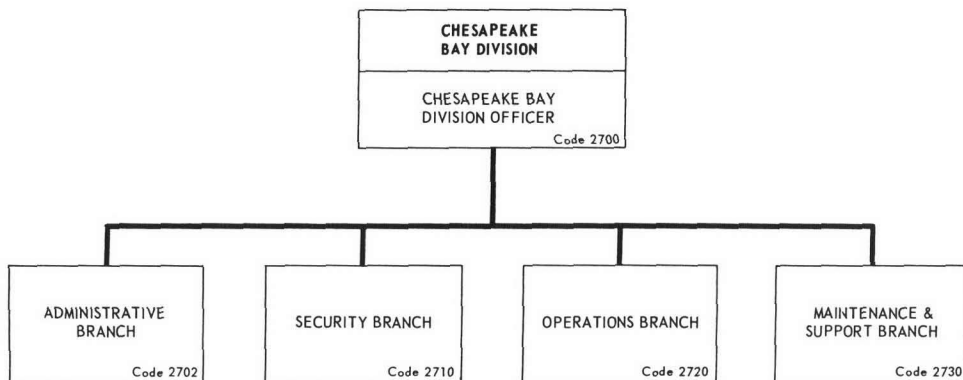 CHESAPEAKE
BAY DIVISION
CHESAPEAKE BAY
DIVISION OFFICER
Code 2700
ADMINISTRATIVE
BRANCH
Code 2702
SECURITY BRANCH
Code 2710
OPERATIONS BRANCH
Code 2720
MAINTENANCE &
SUPPORT BRANCH
Code 2730